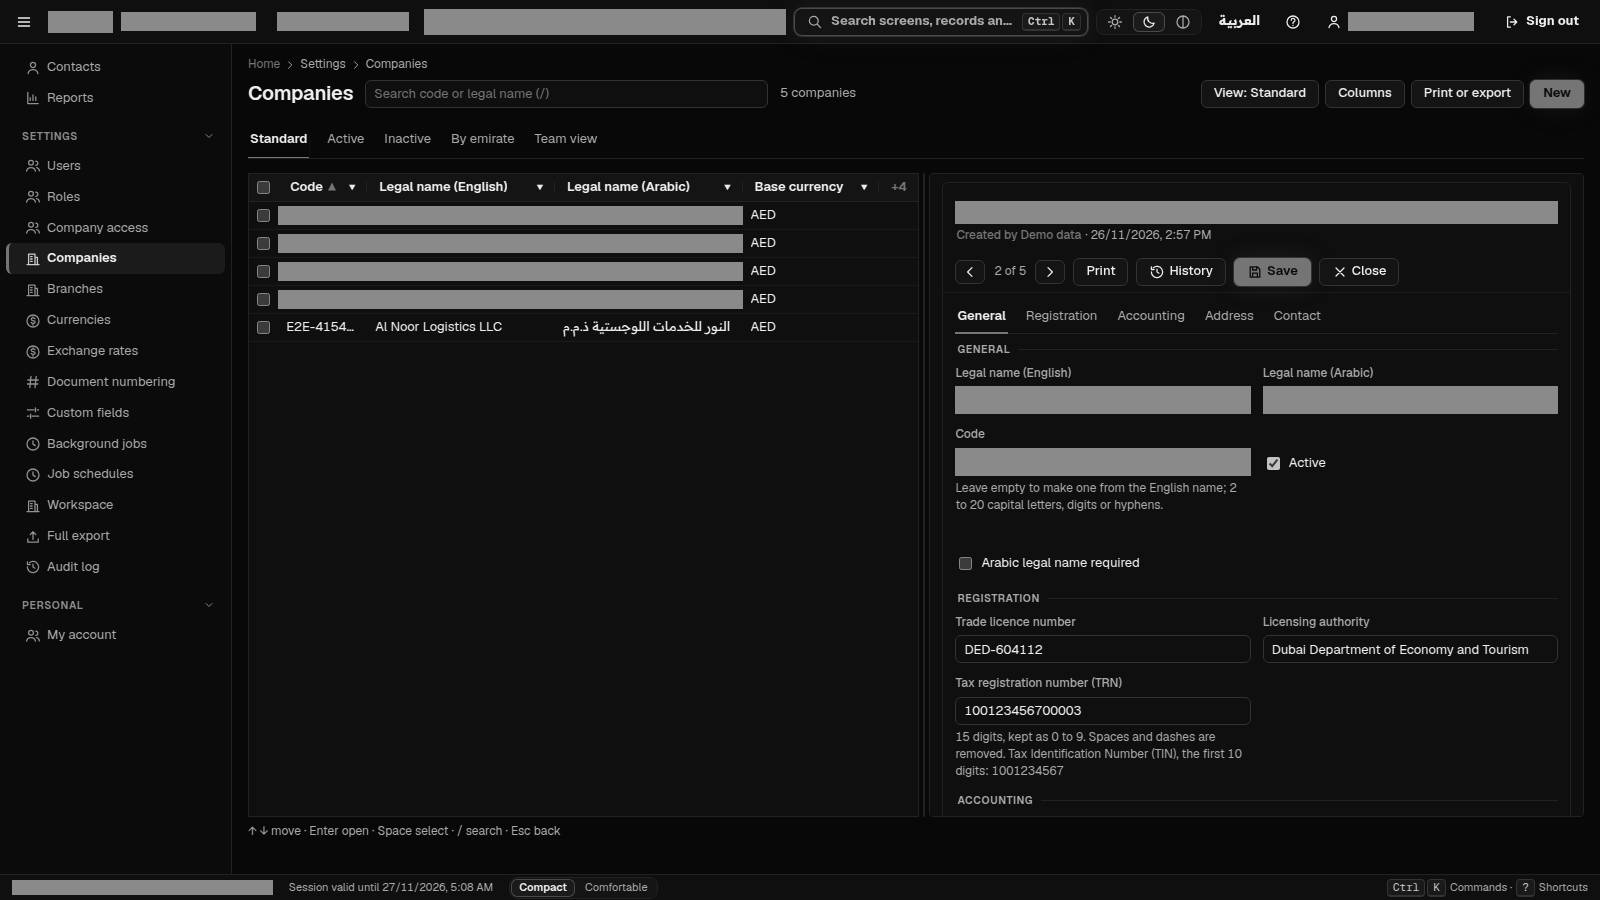 Search screens, records an... Ctrl K
العربية
Sign out
Contacts
Reports
SETTINGS
Users
Roles
Company access
Companies
Branches
Currencies
Exchange rates
Document numbering
Custom fields
Background jobs
Job schedules
Workspace
Full export
Audit log
PERSONAL
My account
Home > Settings > Companies
Companies
Search code or legal name (/)
5 companies
View: Standard
Columns
Print or export
New
Standard Active Inactive By emirate Team view
Code ▲ ▼ Legal name (English) ▼ Legal name (Arabic) ▼ Base currency ▼ +4
AED
AED
AED
AED
E2E-4154... Al Noor Logistics LLC النور للخدمات اللوجستية ذ.م.م AED
↑↓ move · Enter open · Space select · / search · Esc back
Created by Demo data · 26/11/2026, 2:57 PM
2 of 5
Print
History
Save
Close
General Registration Accounting Address Contact
GENERAL
Legal name (English) Legal name (Arabic)
Code
Active
Leave empty to make one from the English name; 2
to 20 capital letters, digits or hyphens.
Arabic legal name required
REGISTRATION
Trade licence number Licensing authority
DED-604112 Dubai Department of Economy and Tourism
Tax registration number (TRN)
100123456700003
15 digits, kept as 0 to 9. Spaces and dashes are
removed. Tax Identification Number (TIN), the first 10
digits: 1001234567
ACCOUNTING
Session valid until 27/11/2026, 5:08 AM
Compact Comfortable
Ctrl K Commands · ? Shortcuts